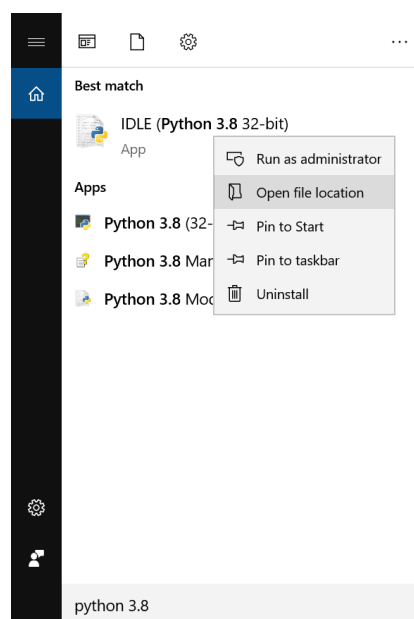 ...
Best match
IDLE (Python 3.8 32-bit)
App
Run as administrator
Apps
Open file location
Python 3.8 (32-
Pin to Start
Python 3.8 Mar
Pin to taskbar
Python 3.8 Moc
Uninstall
python 3.8